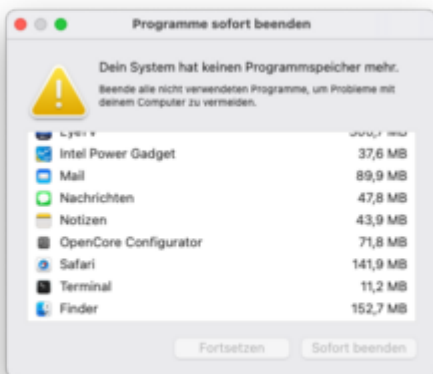 Programme sofort beenden
Dein System hat keinen Programmspeicher mehr.
Beende alle nicht verwendeten Programme, um Probleme mit
deinem Computer zu vermeiden.
Intel Power Gadget 37,6 MB
Mail 89,9 MB
Nachrichten 47,8 MB
Notizen 43,9 MB
OpenCore Configurator 71,8 MB
Safari 141,9 MB
Terminal 11,2 MB
Finder 152,7 MB
Fortsetzen Sofort beenden